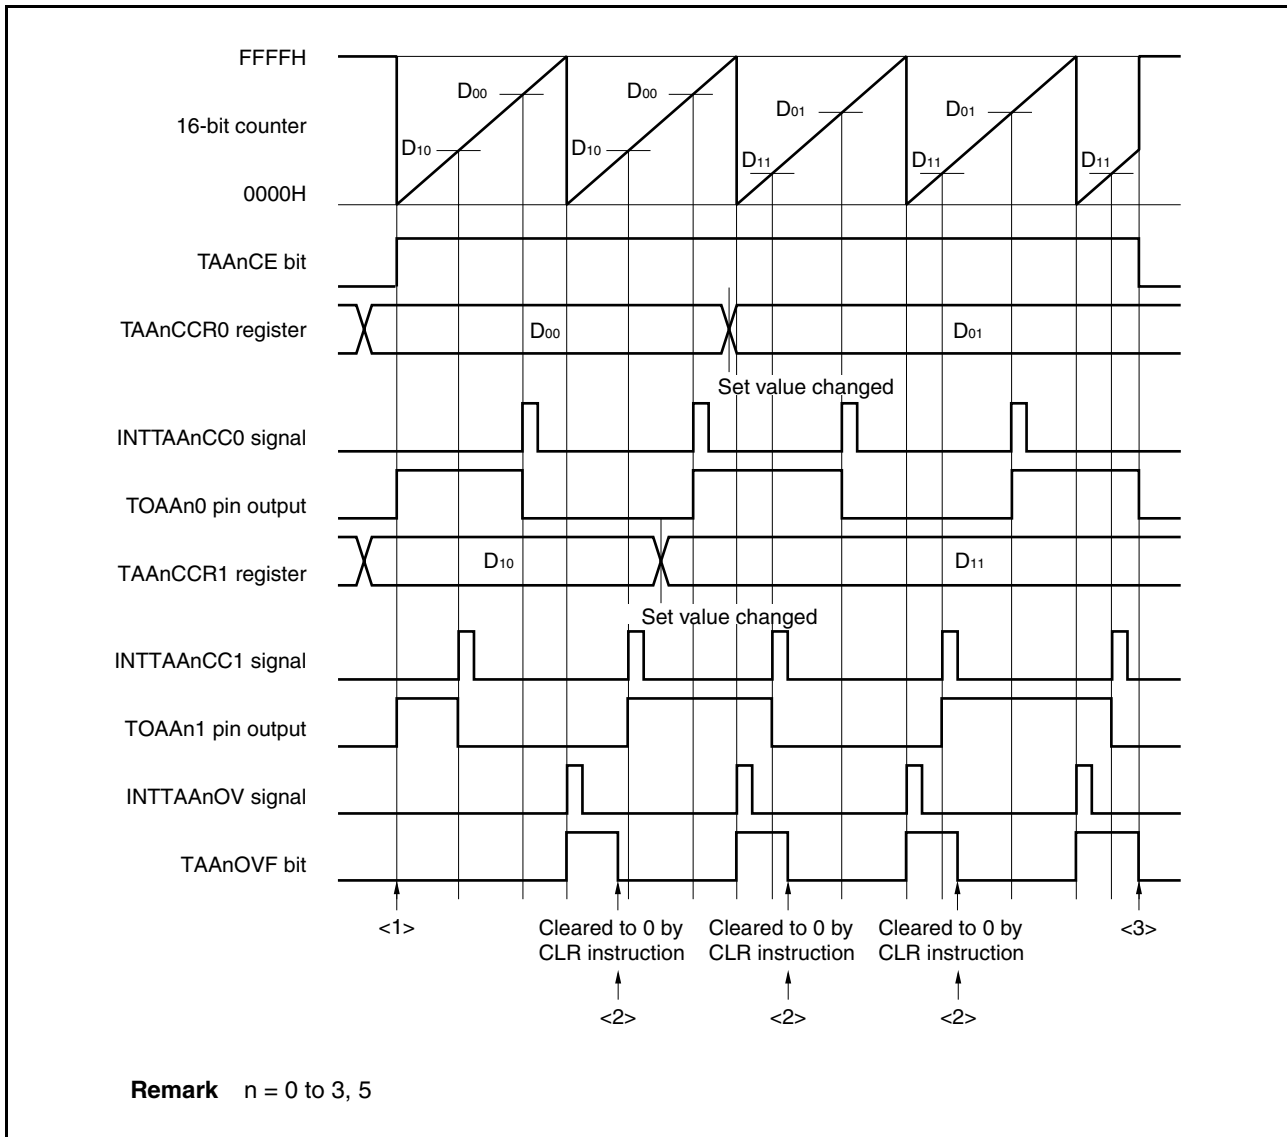 FFFFH
D00 D00
D01 D01
16-bit counter
D10 D10
D11 D11 D11
0000H
TAAnCE bit
TAAnCCR0 register
D00 D01
Set value changed
INTTAAnCC0 signal
TOAAn0 pin output
TAAnCCR1 register
D10 D11
Set value changed
INTTAAnCC1 signal
TOAAn1 pin output
INTTAAnOV signal
TAAnOVF bit
<1> Cleared to 0 by Cleared to 0 by Cleared to 0 by <3>
CLR instruction CLR instruction CLR instruction
<2> <2> <2>
Remark n = 0 to 3, 5